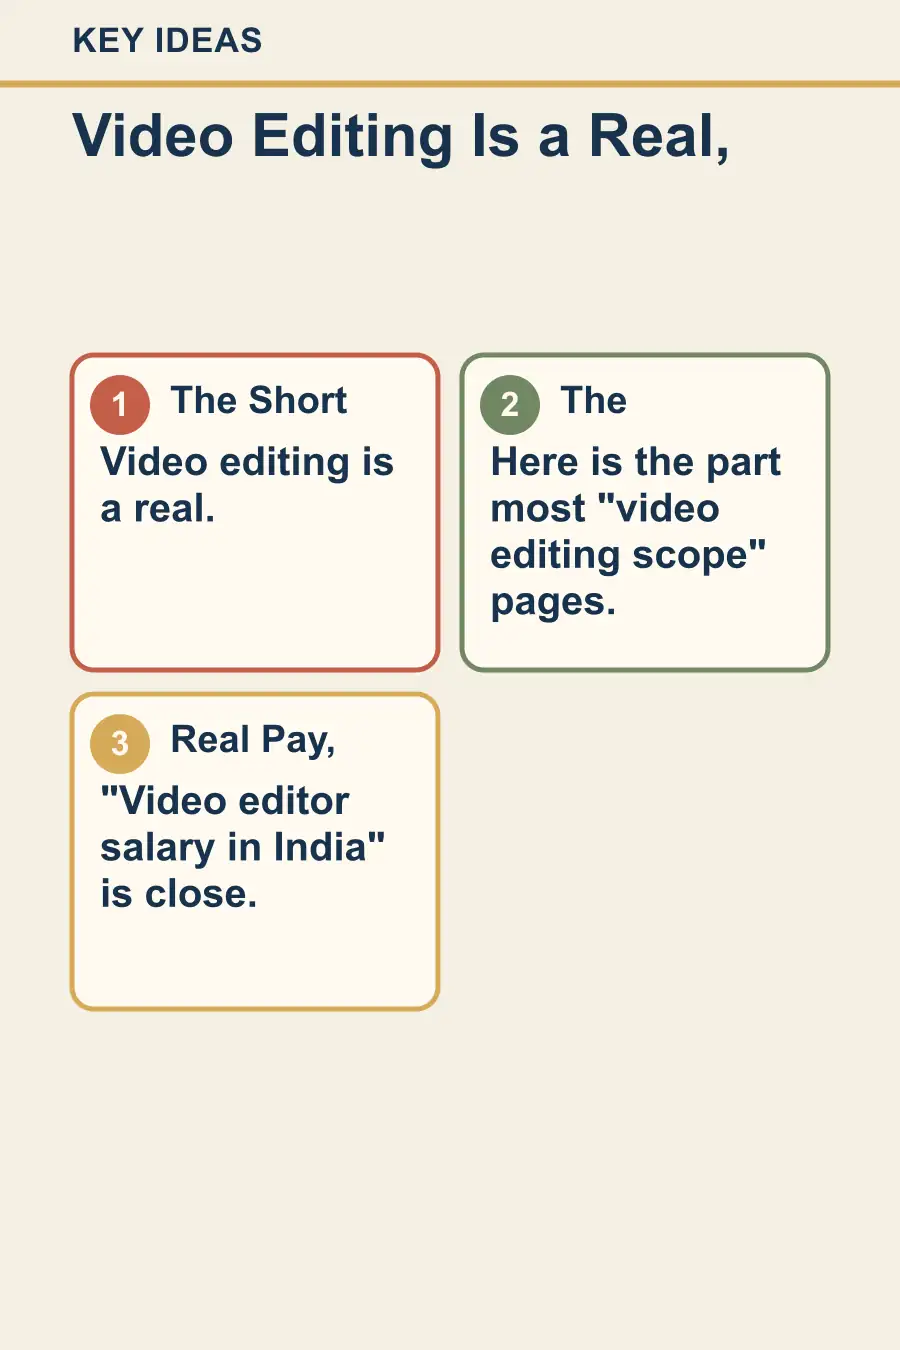 KEY IDEAS
Video Editing Is a Real,
1 The Short
Video editing is
a real.
2 The
Here is the part
most "video
editing scope"
pages.
3 Real Pay,
"Video editor
salary in India"
is close.